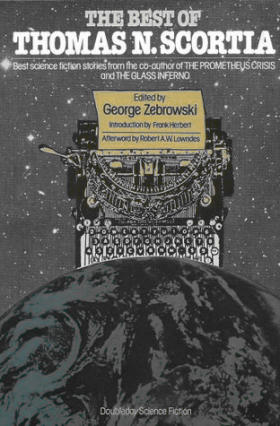 THE BEST OF
THOMAS N. SCORTIA
Best science fiction stories from the co-author of THE PROMETHEUS CRISIS
and THE GLASS INFERNO
Edited by
George Zebrowski
Introduction by Frank Herbert
Afterword by Robert A.W. Lowndes
Doubleday Science Fiction